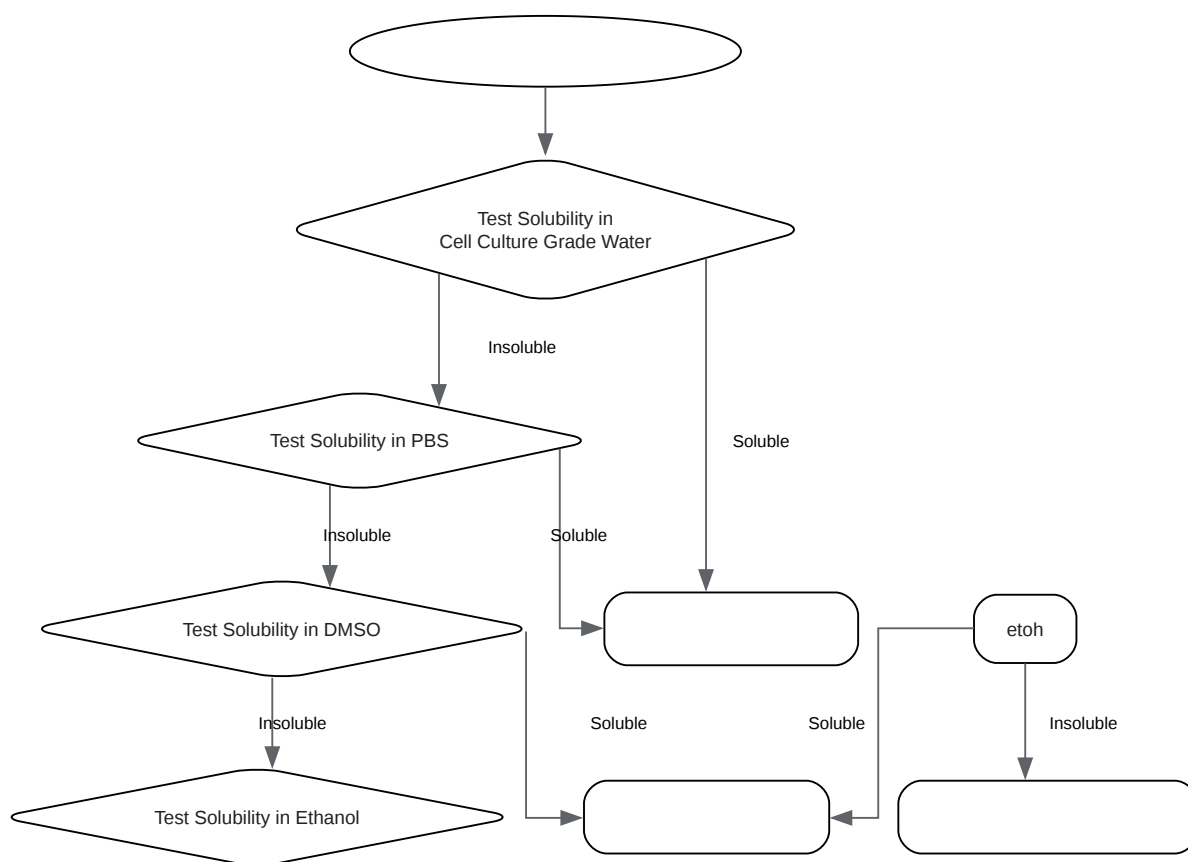 Test Solubility in
Cell Culture Grade Water
Insoluble
Test Solubility in PBS
Soluble
Insoluble
Soluble
Test Solubility in DMSO
etoh
Insoluble
Soluble
Soluble
Insoluble
Test Solubility in Ethanol